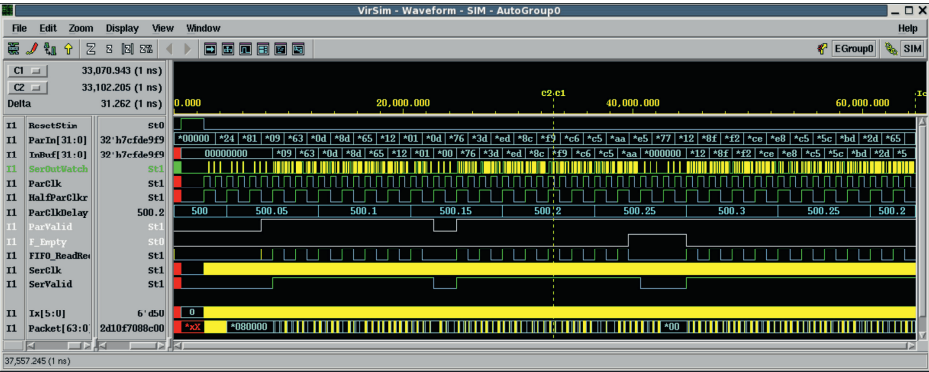 VirSim - Waveform - SIM - AutoGroup0
File Edit Zoom Display View Window Help
EGroup0 SIM
C1 33,070.943 (1 ns)
C2 33,102.205 (1 ns)
Delta 31.262 (1 ns)
C2 C1
0.000 20,000.000 40,000.000 60,000.000
I1 ResetStim St0
I1 ParIn[31:0] 32'h7cfde9f9 *00000 *24 *81 *09 *63 *0d *8d *65 *12 *01 *0d *76 *3d *ed *8c *f9 *c6 *c5 *aa *e5 *77 *12 *8f *f2 *ce *e8 *c5 *5c *bd *2d *65
I1 InBuf[31:0] 32'h7cfde9f9 00000000 *09 *63 *0d *8d *65 *12 *01 *00 *76 *3d *ed *8c *f9 *c6 *c5 *aa *000000 *12 *8f *f2 *ce *e8 *c5 *5c *bd *2d *5
I1 SerOutWatch St1
I1 ParClk St1
I1 HalfParClkr St1
I1 ParClkDelay 500.2 500 500.05 500.1 500.15 500.2 500.25 500.3 500.25 500.2
I1 ParValid St1
I1 F_Empty St0
I1 FIFO_ReadRe St1
I1 SerClk St1
I1 SerValid St1
I1 Ix[5:0] 6'd50 0
I1 Packet[63:0 2d10f7088c00 *xX *080000 *00
37,557.245 (1 ns)